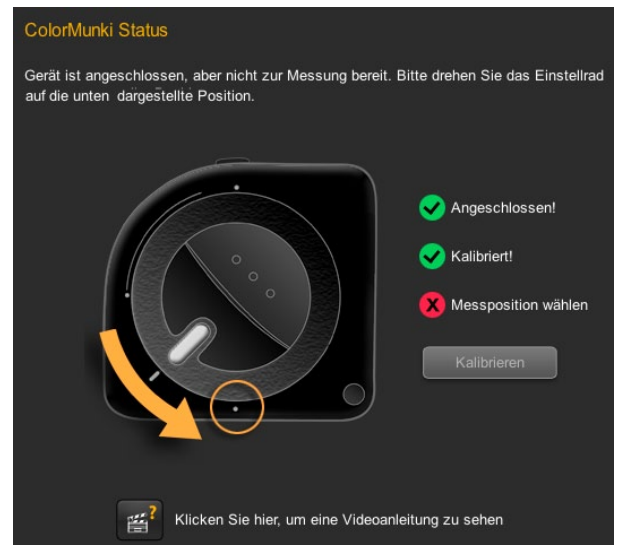 ColorMunki Status
Gerät ist angeschlossen, aber nicht zur Messung bereit. Bitte drehen Sie das Einstellrad
auf die unten dargestellte Position.
Angeschlossen!
Kalibriert!
X Messposition wählen
Kalibrieren
? Klicken Sie hier, um eine Videoanleitung zu sehen